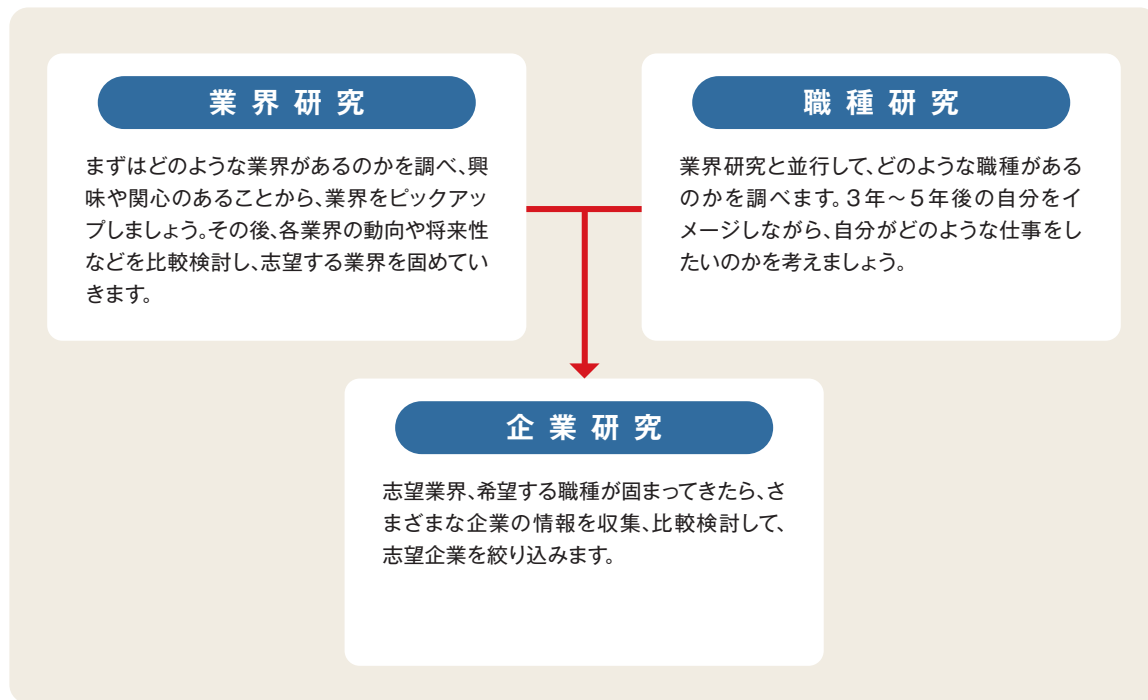 業界研究
まずはどのような業界があるのかを調べ、興
味や関心のあることから、業界をピックアッ
プしましょう。その後、各業界の動向や将来性
などを比較検討し、志望する業界を固めてい
きます。
職種研究
業界研究と並行して、どのような職種がある
のかを調べます。3年〜5年後の自分をイ
メージしながら、自分がどのような仕事をし
たいのかを考えましょう。
企業研究
志望業界、希望する職種が固まってきたら、さ
まざまな企業の情報を収集、比較検討して、
志望企業を絞り込みます。